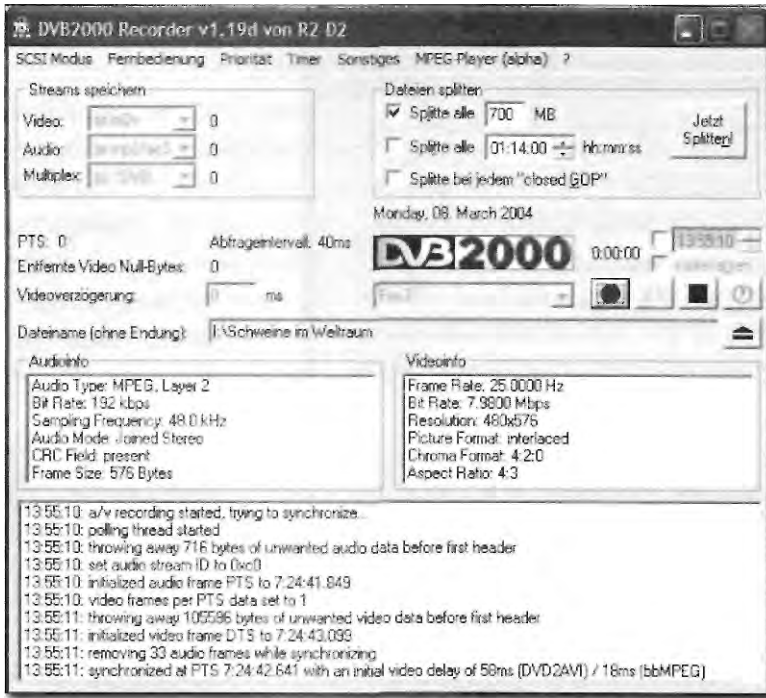 DVB2000 Recorder v1.19d von R2-D2
SCSI Modus Fernbedienung Priorität Timer Sonstiges MPEG-Player (alpha) ?
Streams speichern
Video: 0
Audio: 0
Multiplex: 0
Dateien splitten
Splitte alle 700 MB
Splitte alle 01:14:00 hh:mm:ss
Splitte bei jedem "closed GOP"
Jetzt
Splitten!
Monday, 08. March 2004
PTS: 0 Abfrageintervall: 40ms
Entfernte Video Null-Bytes: 0
Videoverzögerung: 0 ms
DVB2000
0:00:00 13:55:10
Dateiname (ohne Endung): I:\Schweine im Weltraum
Audioinfo
Audio Type: MPEG, Layer 2
Bit Rate: 192 kbps
Sampling Frequency: 48.0 kHz
Audio Mode: Joined Stereo
CRC Field: present
Frame Size: 576 Bytes
Videoinfo
Frame Rate: 25.0000 Hz
Bit Rate: 7.9800 Mbps
Resolution: 480x576
Picture Format: interlaced
Chroma Format: 4:2:0
Aspect Ratio: 4:3
13:55:10: a/v recording started, trying to synchronize...
13:55:10: polling thread started
13:55:10: throwing away 716 bytes of unwanted audio data before first header
13:55:10: set audio stream ID to 0xc0
13:55:10: initialized audio frame PTS to 7:24:41.849
13:55:10: video frames per PTS data set to 1
13:55:11: throwing away 105596 bytes of unwanted video data before first header
13:55:11: initialized video frame DTS to 7:24:43.099
13:55:11: removing 33 audio frames while synchronizing
13:55:11: synchronized at PTS 7:24:42.641 with an initial video delay of 58ms (DVD2AVI) / 18ms (bbMPEG)